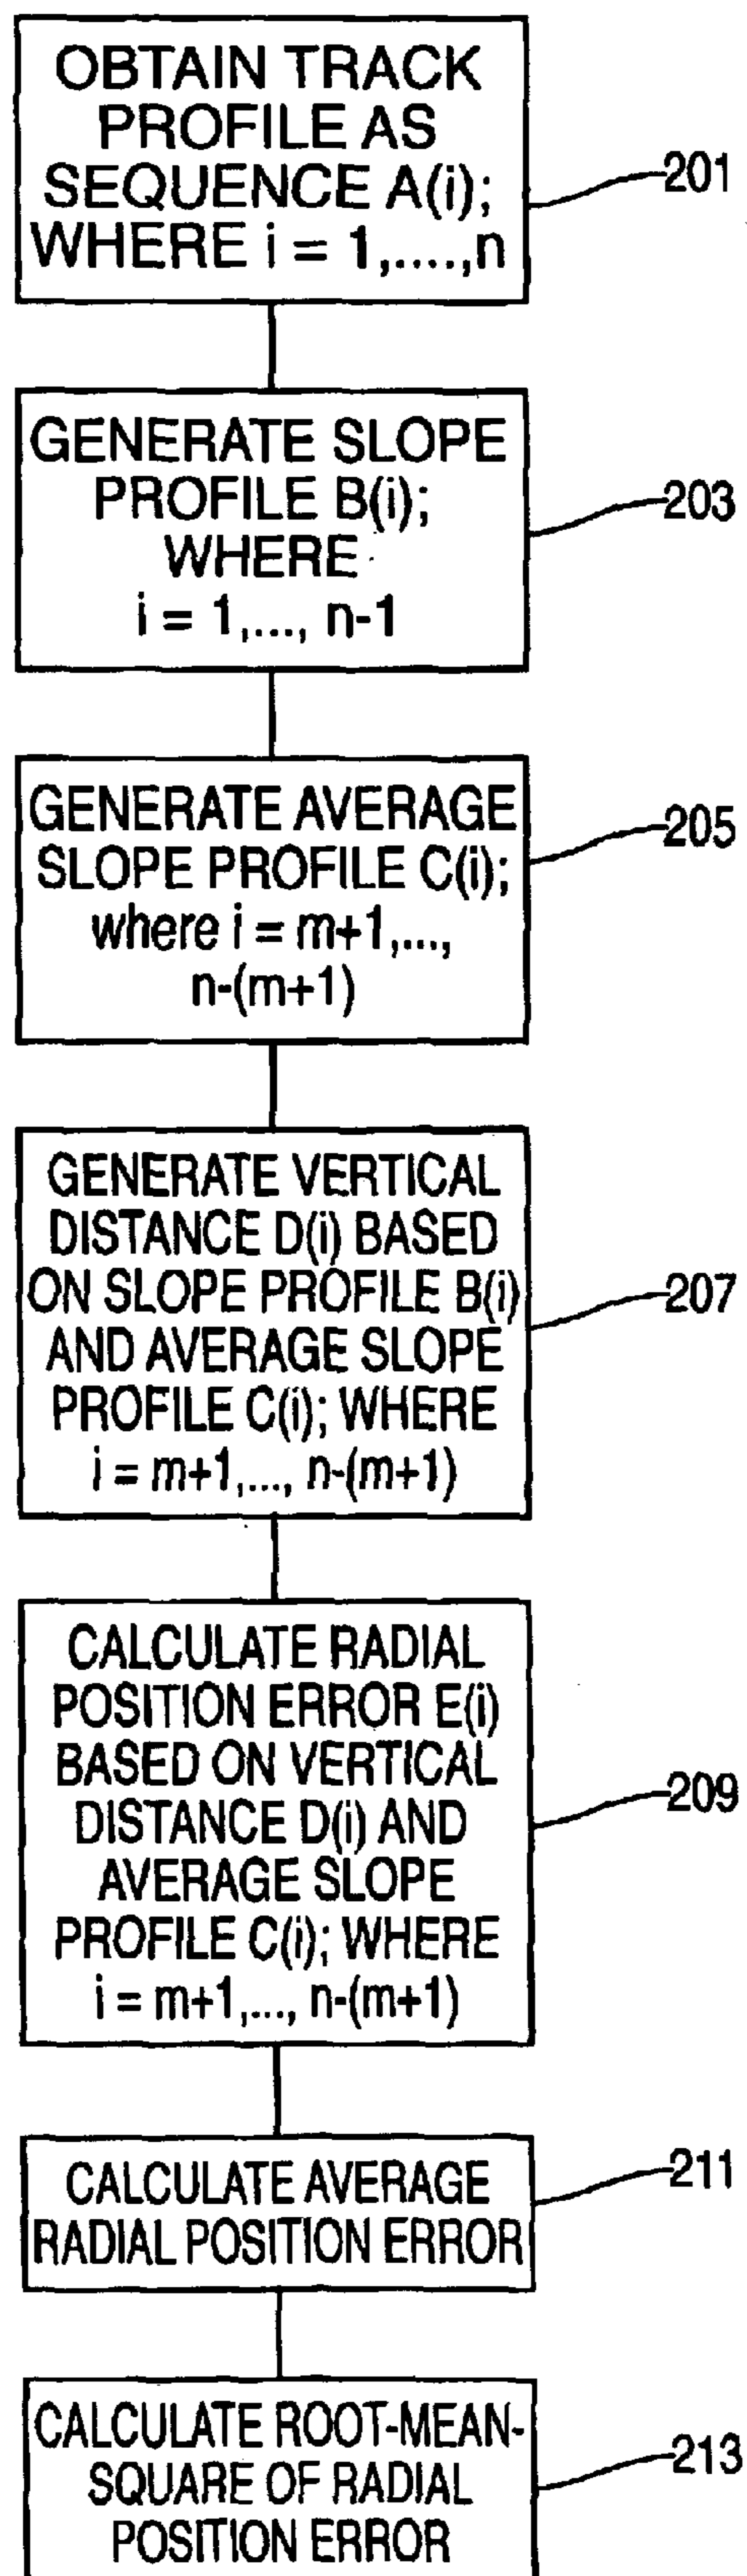 OBTAIN TRACK
PROFILE AS
SEQUENCE A(i);
WHERE i = 1,....,n
201
GENERATE SLOPE
PROFILE B(i);
WHERE
i = 1,..., n-1
203
GENERATE AVERAGE
SLOPE PROFILE C(i);
where i = m+1,...,
n-(m+1)
205
GENERATE VERTICAL
DISTANCE D(i) BASED
ON SLOPE PROFILE B(i)
AND AVERAGE SLOPE
PROFILE C(i); WHERE
i = m+1,..., n-(m+1)
207
CALCULATE RADIAL
POSITION ERROR E(i)
BASED ON VERTICAL
DISTANCE D(i) AND
AVERAGE SLOPE
PROFILE C(i); WHERE
i = m+1,..., n-(m+1)
209
CALCULATE AVERAGE
RADIAL POSITION ERROR
211
CALCULATE ROOT-MEAN-
SQUARE OF RADIAL
POSITION ERROR
213